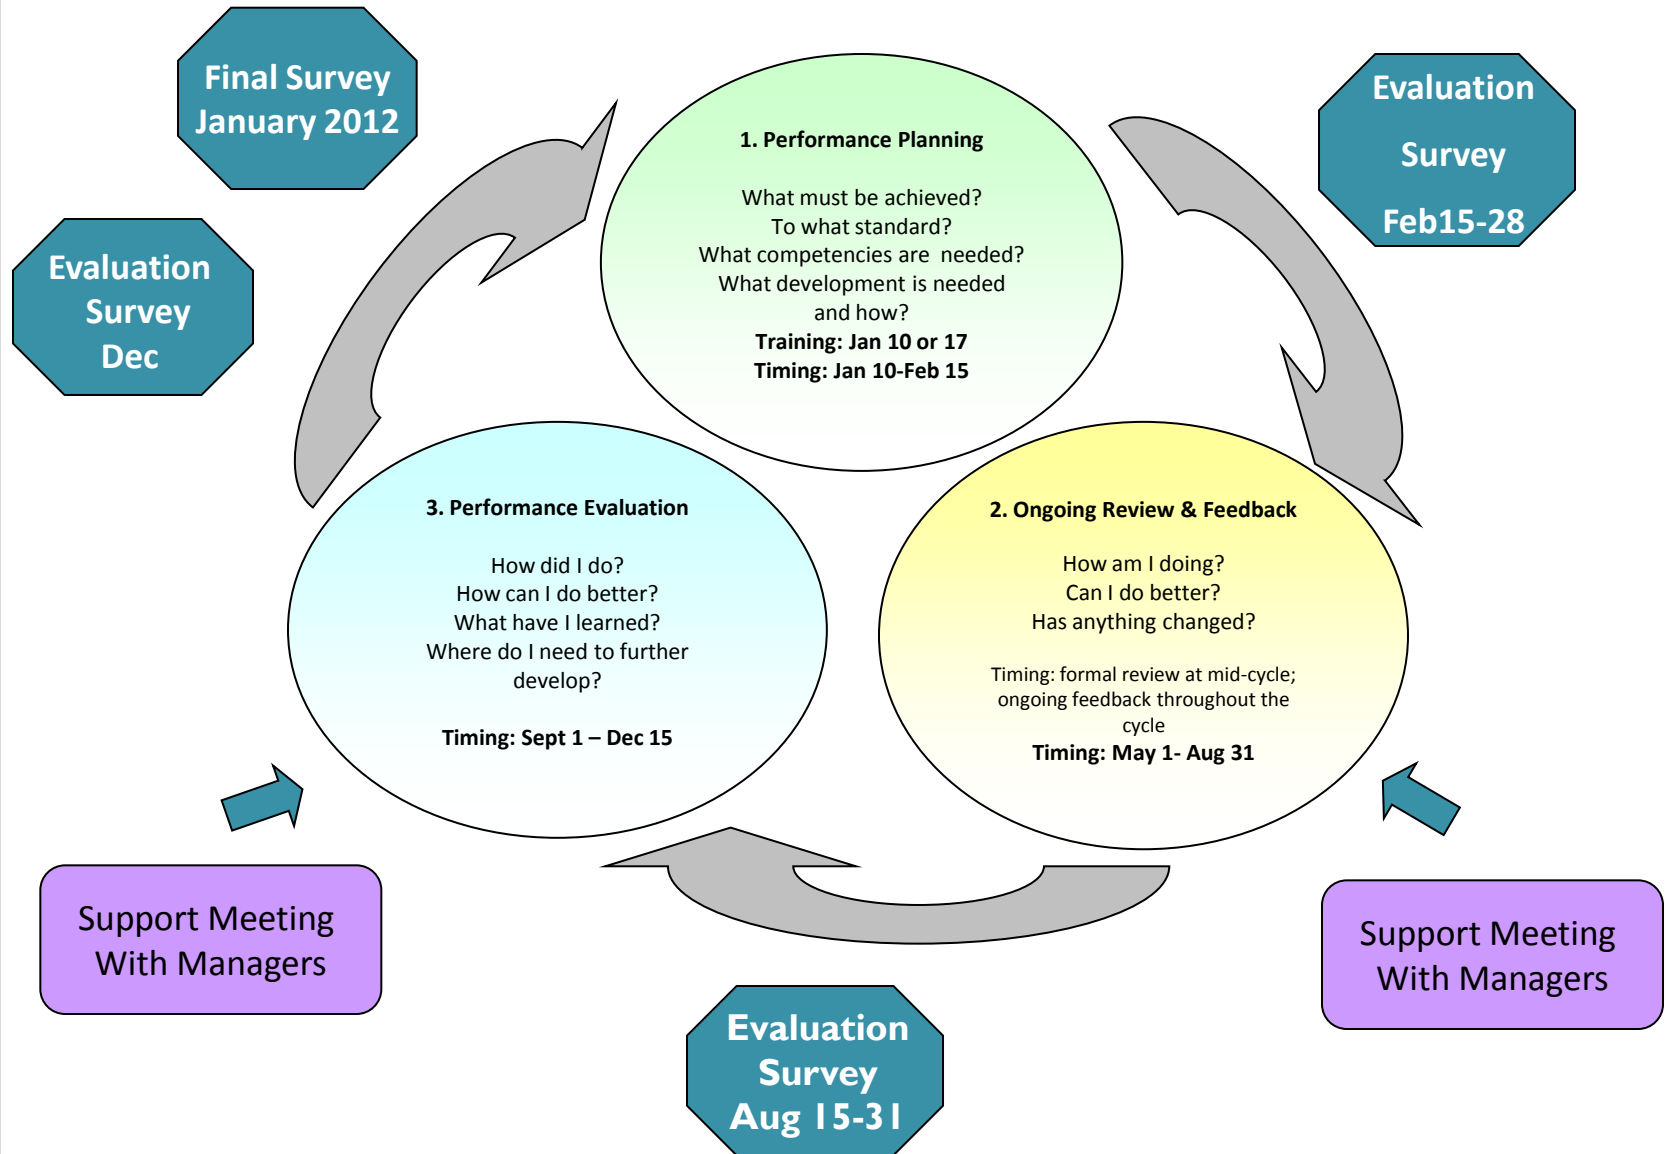 Final Survey
January 2012
Evaluation
Survey
Feb15-28
1. Performance Planning
What must be achieved?
To what standard?
What competencies are needed?
What development is needed
and how?
Training: Jan 10 or 17
Timing: Jan 10-Feb 15
Evaluation
Survey
Dec
3. Performance Evaluation
How did I do?
How can I do better?
What have I learned?
Where do I need to further
develop?
Timing: Sept 1 – Dec 15
2. Ongoing Review & Feedback
How am I doing?
Can I do better?
Has anything changed?
Timing: formal review at mid-cycle;
ongoing feedback throughout the
cycle
Timing: May 1- Aug 31
Support Meeting
With Managers
Support Meeting
With Managers
Evaluation
Survey
Aug 15-31